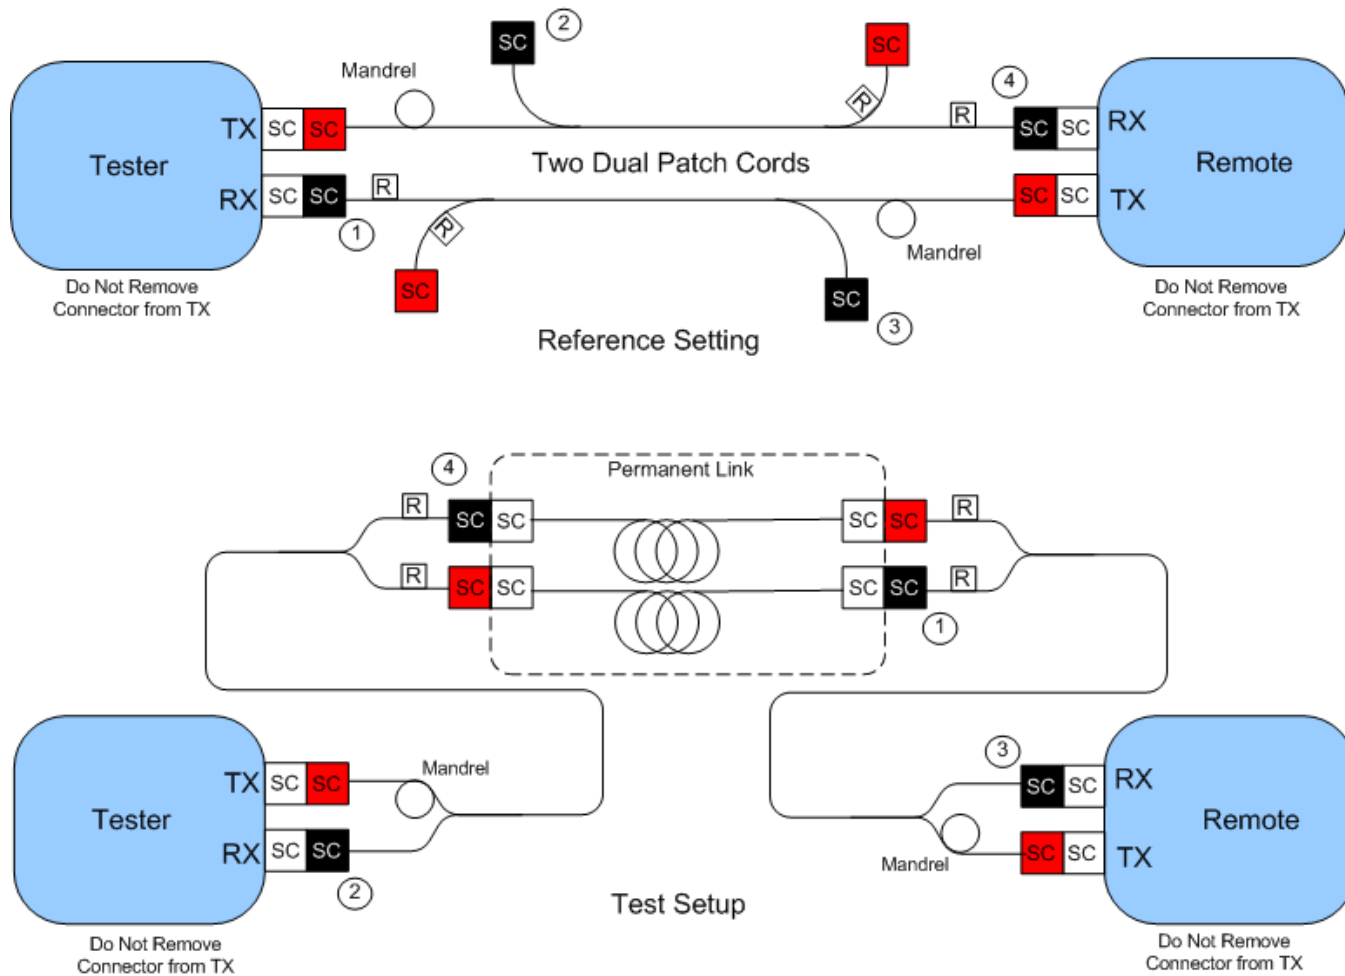 SC
2
SC
Mandrel
4
R
TX SC SC
R
SC SC RX
Tester
Two Dual Patch Cords
Remote
RX SC SC
R
SC SC TX
1
R
Mandrel
Do Not Remove
Connector from TX
SC
SC
3
Do Not Remove
Connector from TX
Reference Setting
4
Permanent Link
R
SC SC
SC SC
R
R
SC SC
SC SC
R
1
3
TX SC SC
Mandrel
SC SC RX
Tester
Remote
RX SC SC
Mandrel
SC SC TX
2
Test Setup
Do Not Remove
Connector from TX
Do Not Remove
Connector from TX